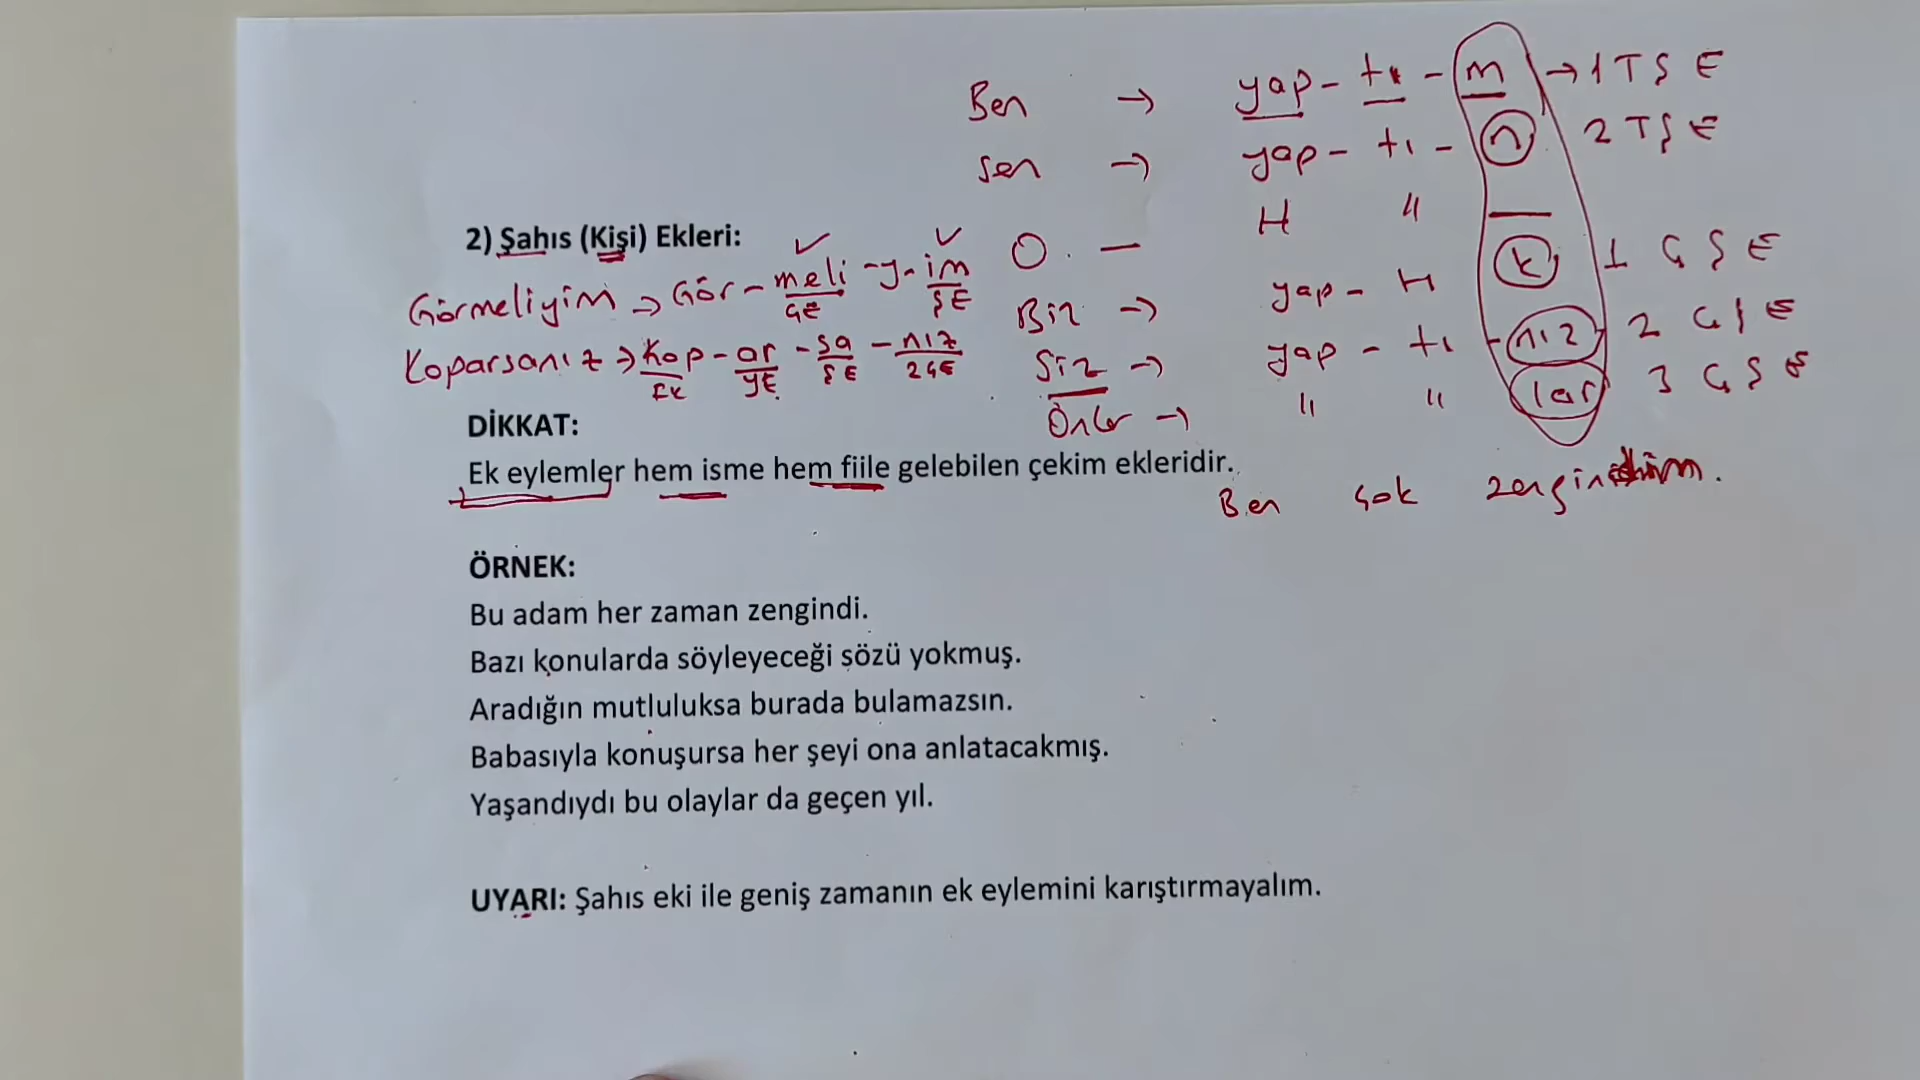 Ben → yap - tı - m → 1 T Ş E
Sen → yap - tı - n 2 T Ş E
2) Şahıs (Kişi) Ekleri:
O — "
Görmeliyim → Gör - meli - y - im
GE ŞE
Biz → yap - tı k 1 Ç Ş E
Koparsanız → Kop - ar - sa - nız
FK ŞE 2ÇE
Siz → yap - tı - nız 2 Ç Ş E
Onlar → " " lar 3 Ç Ş E
DİKKAT:
Ek eylemler hem isme hem fiile gelebilen çekim ekleridir.
Ben çok
ÖRNEK:
Bu adam her zaman zengindi.
Bazı konularda söyleyeceği sözü yokmuş.
Aradığın mutluluksa burada bulamazsın.
Babasıyla konuşursa her şeyi ona anlatacakmış.
Yaşandıydı bu olaylar da geçen yıl.
UYARI: Şahıs eki ile geniş zamanın ek eylemini karıştırmayalım.